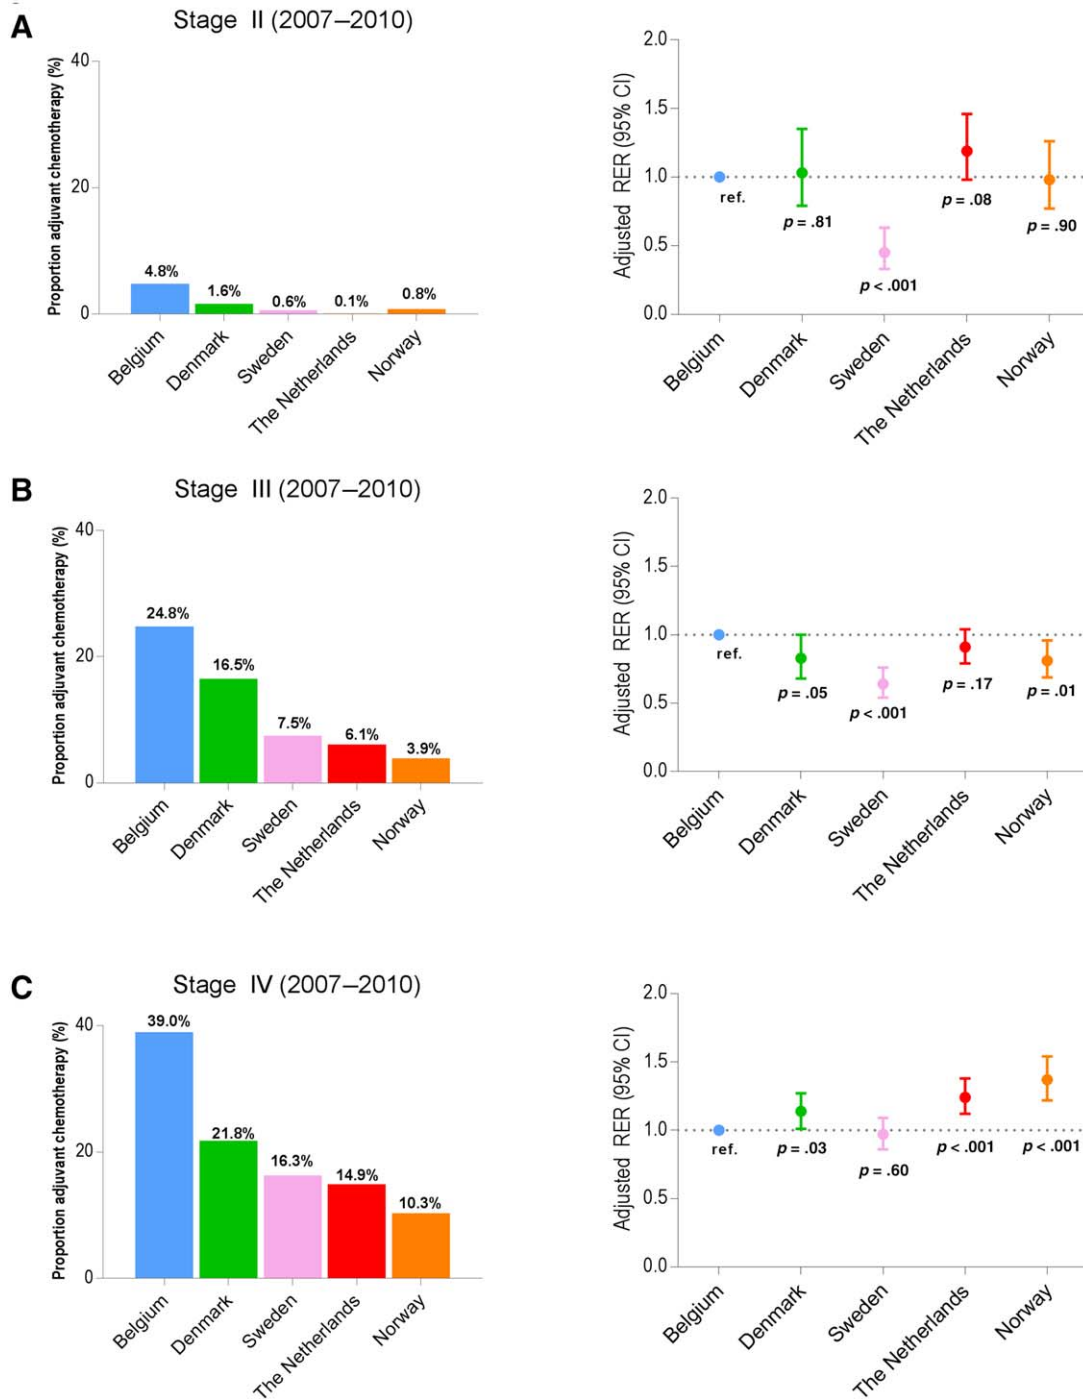 A
Stage II (2007–2010)
Proportion adjuvant chemotherapy (%)
40
20
0
4.8%
1.6%
0.6%
0.1%
0.8%
Belgium
Denmark
Sweden
The Netherlands
Norway
Adjusted RER (95% CI)
2.0
1.5
1.0
0.5
0.0
ref.
p = .81
p < .001
p = .08
p = .90
Belgium
Denmark
Sweden
The Netherlands
Norway
B
Stage III (2007–2010)
Proportion adjuvant chemotherapy (%)
40
20
0
24.8%
16.5%
7.5%
6.1%
3.9%
Belgium
Denmark
Sweden
The Netherlands
Norway
Adjusted RER (95% CI)
2.0
1.5
1.0
0.5
0.0
ref.
p = .05
p < .001
p = .17
p = .01
Belgium
Denmark
Sweden
The Netherlands
Norway
C
Stage IV (2007–2010)
Proportion adjuvant chemotherapy (%)
40
20
0
39.0%
21.8%
16.3%
14.9%
10.3%
Belgium
Denmark
Sweden
The Netherlands
Norway
Adjusted RER (95% CI)
2.0
1.5
1.0
0.5
0.0
ref.
p = .03
p = .60
p < .001
p < .001
Belgium
Denmark
Sweden
The Netherlands
Norway